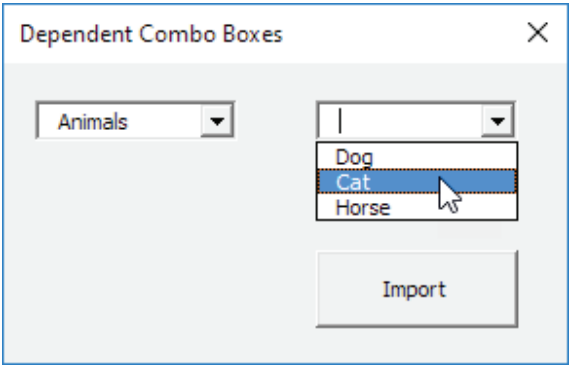 Dependent Combo Boxes
Animals
Dog
Cat
Horse
Import